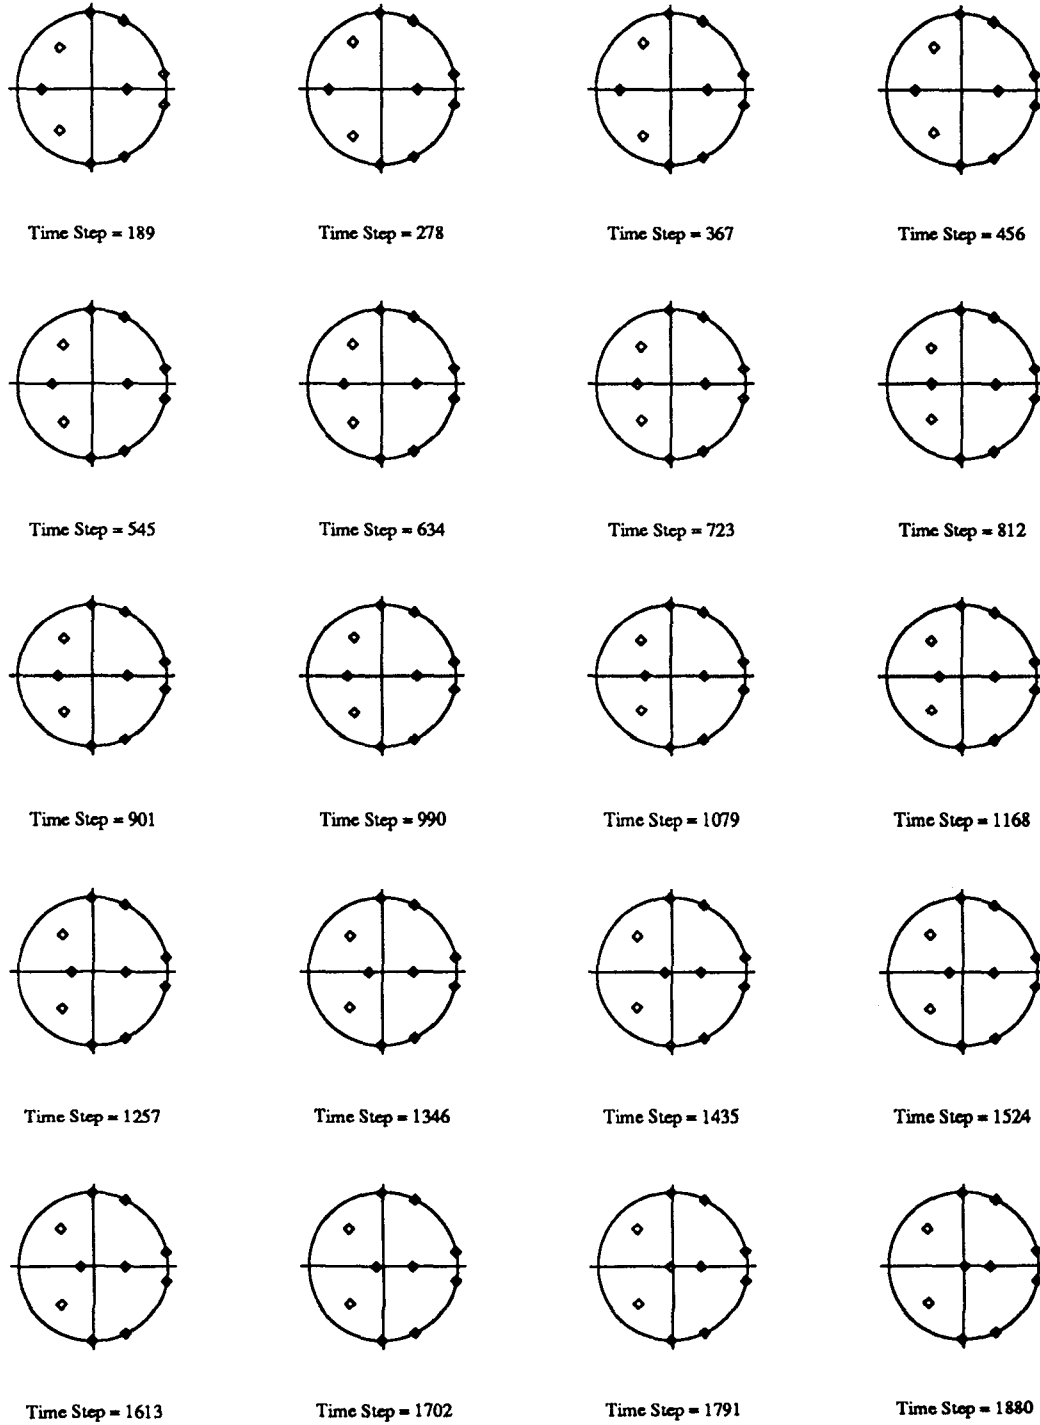 Time Step = 189
Time Step = 278
Time Step = 367
Time Step = 456
Time Step = 545
Time Step = 634
Time Step = 723
Time Step = 812
Time Step = 901
Time Step = 990
Time Step = 1079
Time Step = 1168
Time Step = 1257
Time Step = 1346
Time Step = 1435
Time Step = 1524
Time Step = 1613
Time Step = 1702
Time Step = 1791
Time Step = 1880